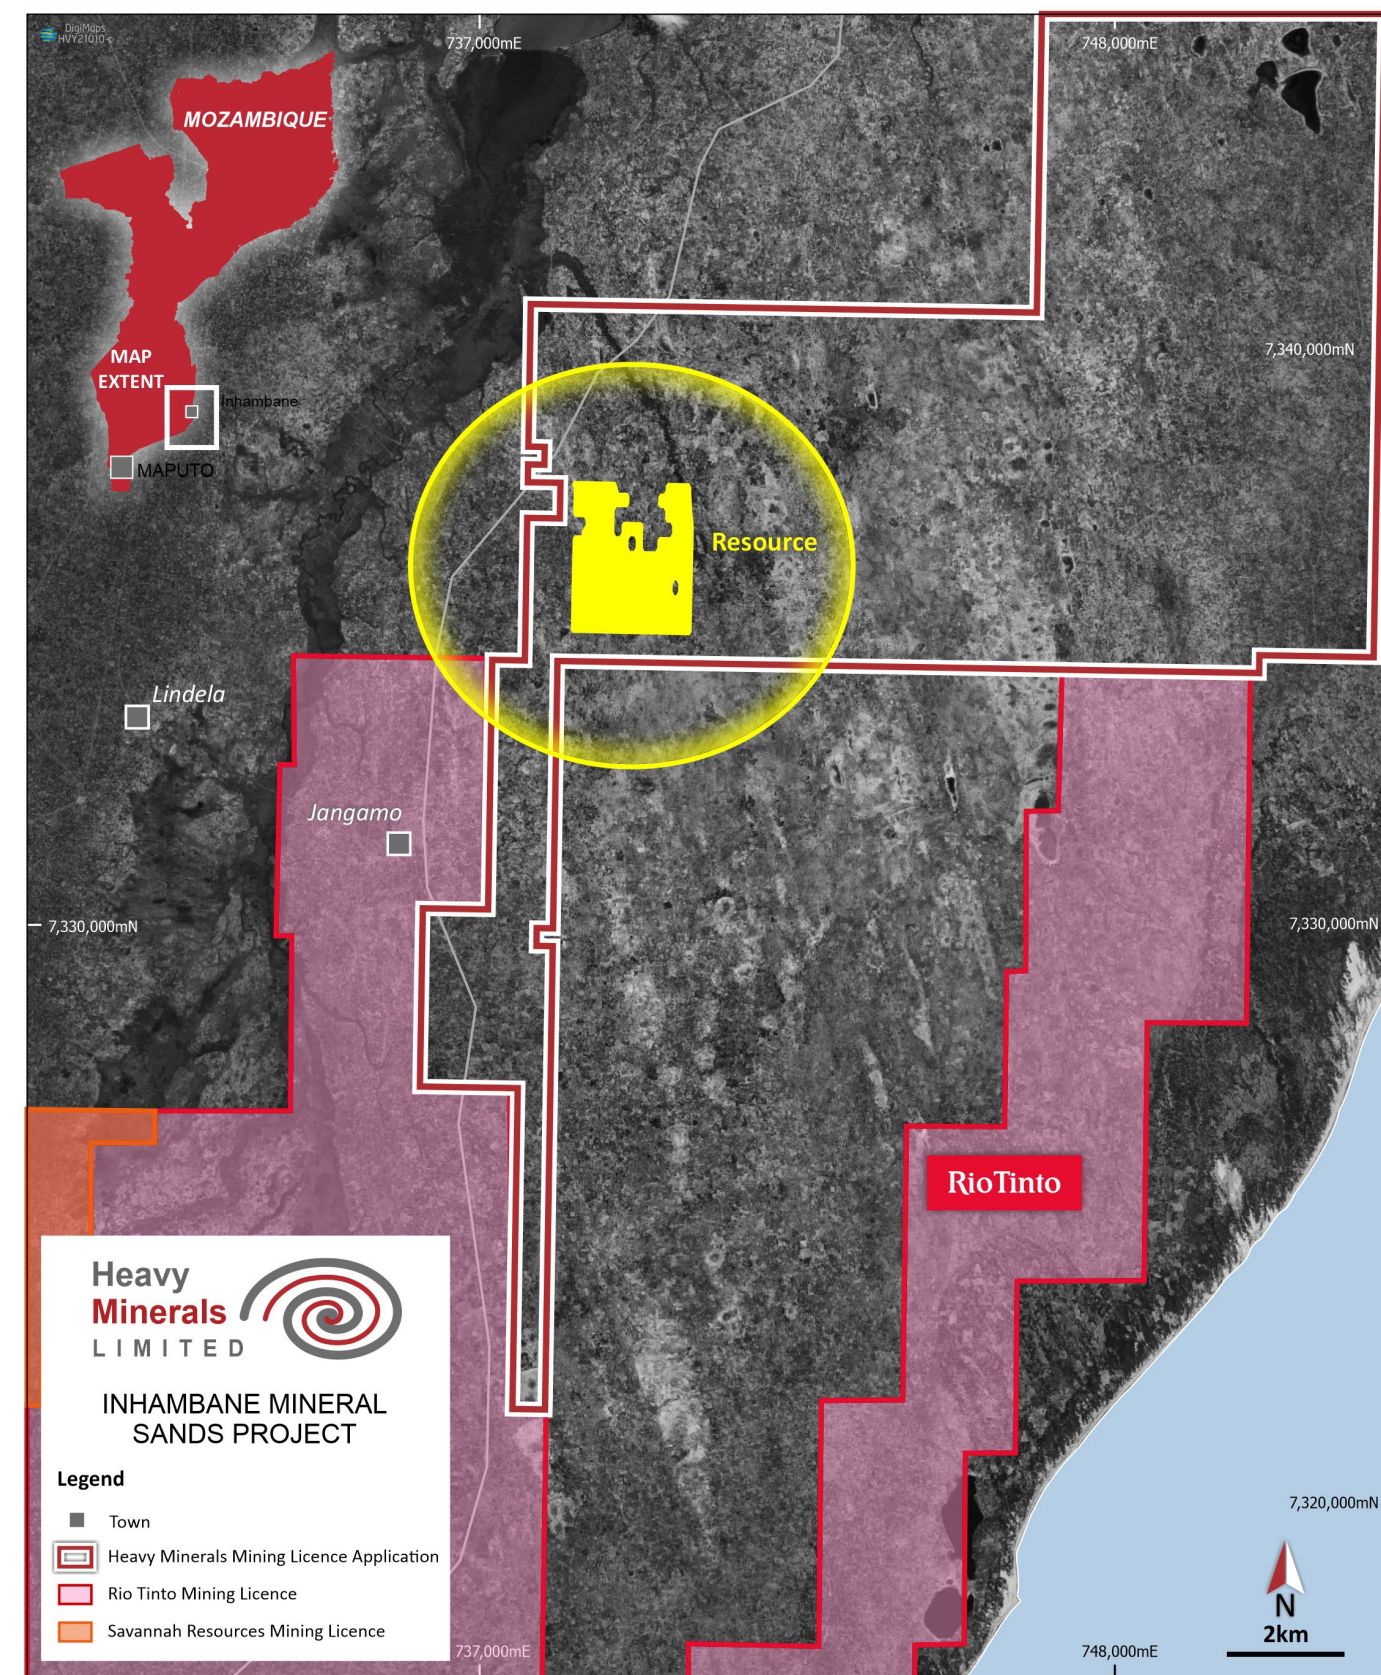 DigiMaps
HVY21010-c
737,000mE
748,000mE
MOZAMBIQUE
7,340,000mN
MAP
EXTENT
Inhambane
MAPUTO
Resource
Lindela
Jangamo
7,330,000mN
7,330,000mN
RioTinto
Heavy
Minerals
LIMITED
INHAMBANE MINERAL
SANDS PROJECT
Legend
Town
Heavy Minerals Mining Licence Application
Rio Tinto Mining Licence
Savannah Resources Mining Licence
7,320,000mN
N
2km
737,000mE
748,000mE